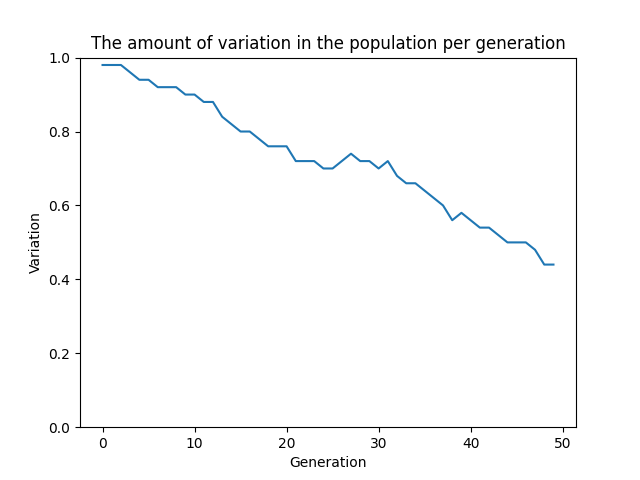 The amount of variation in the population per generation
1.0
0.8
0.6
0.4
0.2
0.0
Variation
0 10 20 30 40 50
Generation